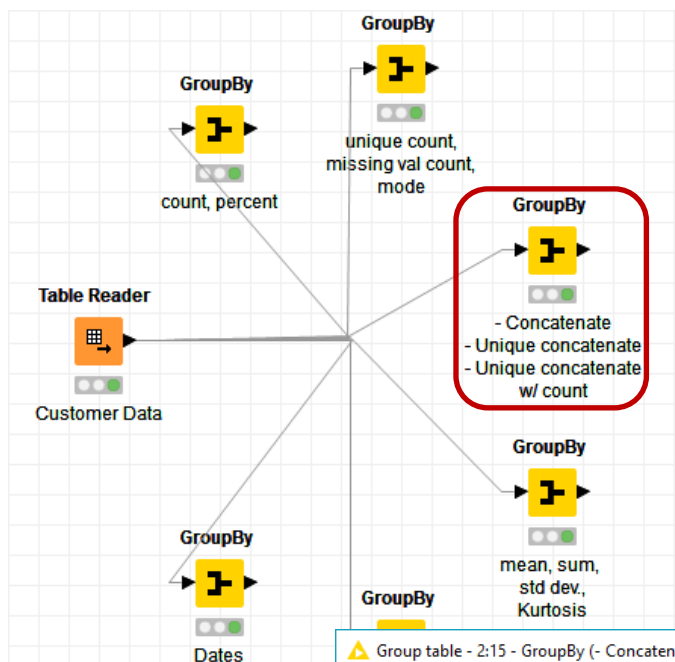 GroupBy
unique count,
missing val count,
mode
GroupBy
count, percent
GroupBy
- Concatenate
- Unique concatenate
- Unique concatenate
w/ count
Table Reader
Customer Data
GroupBy
mean, sum,
std dev.,
Kurtosis
GroupBy
Dates
GroupBy
Group table - 2:15 - GroupBy (- Concaten